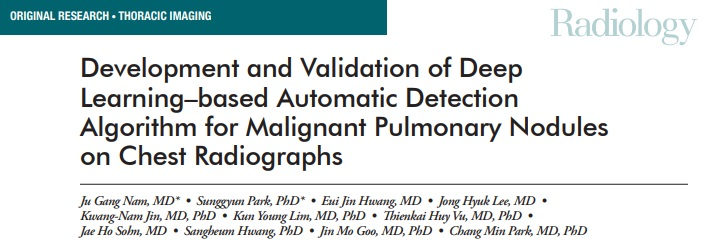 ORIGINAL RESEARCH • THORACIC IMAGING
Radiology
Development and Validation of Deep
Learning–based Automatic Detection
Algorithm for Malignant Pulmonary Nodules
on Chest Radiographs
Ju Gang Nam, MD* • Sunggyun Park, PhD* • Eui Jin Hwang, MD • Jong Hyuk Lee, MD •
Kwang-Nam Jin, MD, PhD • Kun Young Lim, MD, PhD • Thienkai Huy Vu, MD, PhD •
Jae Ho Sohn, MD • Sangheum Hwang, PhD • Jin Mo Goo, MD, PhD • Chang Min Park, MD, PhD